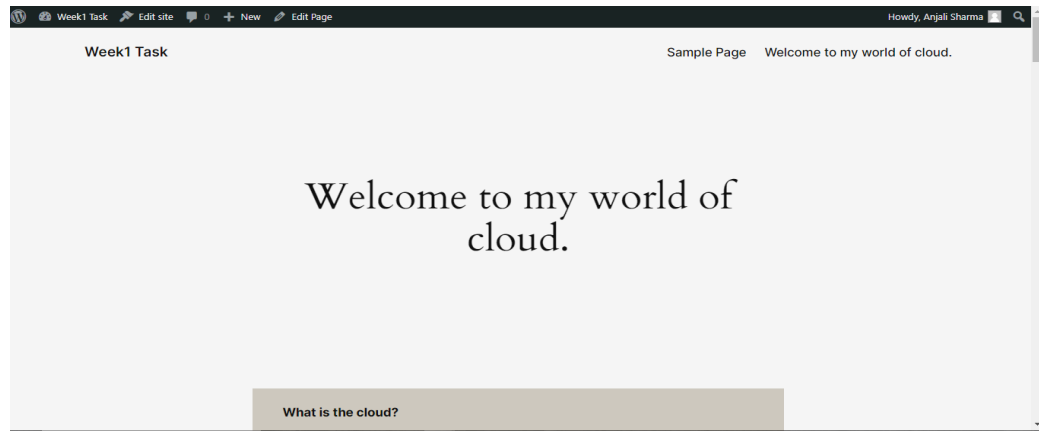 Week1 Task Edit site 0 New Edit Page Howdy, Anjali Sharma
Week1 Task Sample Page Welcome to my world of cloud.
Welcome to my world of
cloud.
What is the cloud?